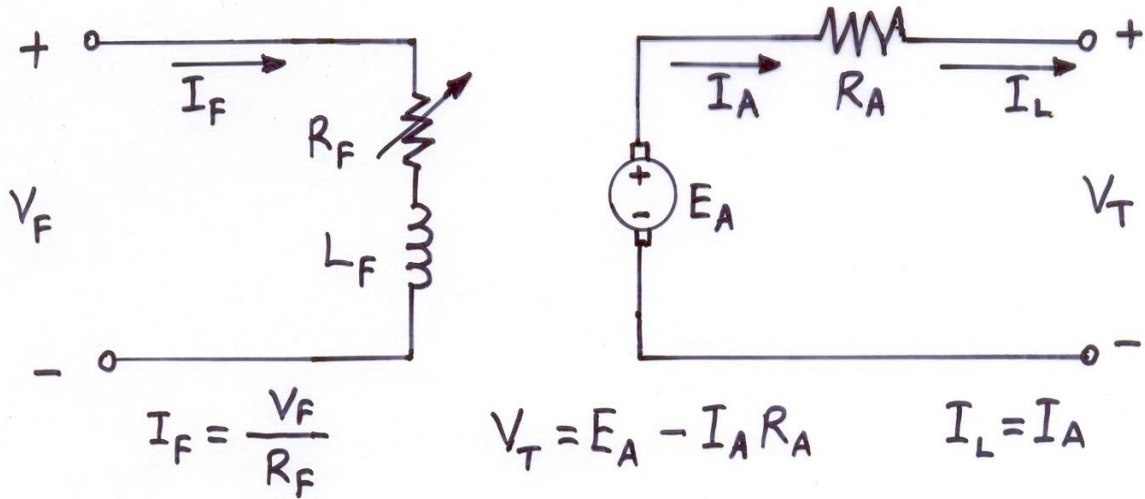 +
I_F
R_F
V_F
L_F
-
I_F = V_F / R_F
+
I_A
R_A
I_L
+
-
E_A
V_T
-
V_T = E_A - I_A R_A
I_L = I_A